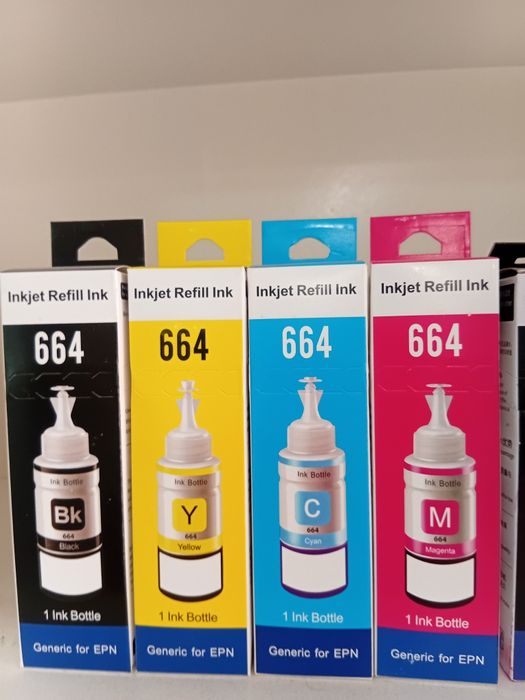 Inkjet Refill Ink
664
Ink Bottle
Bk
664
Black
1 Ink Bottle
Generic for EPN
Inkjet Refill Ink
664
Ink Bottle
Y
664
Yellow
1 Ink Bottle
Generic for EPN
Inkjet Refill Ink
664
Ink Bottle
C
664
Cyan
1 Ink Bottle
Generic for EPN
Inkjet Refill Ink
664
Ink Bottle
M
664
Magenta
1 Ink Bottle
Generic for EPN